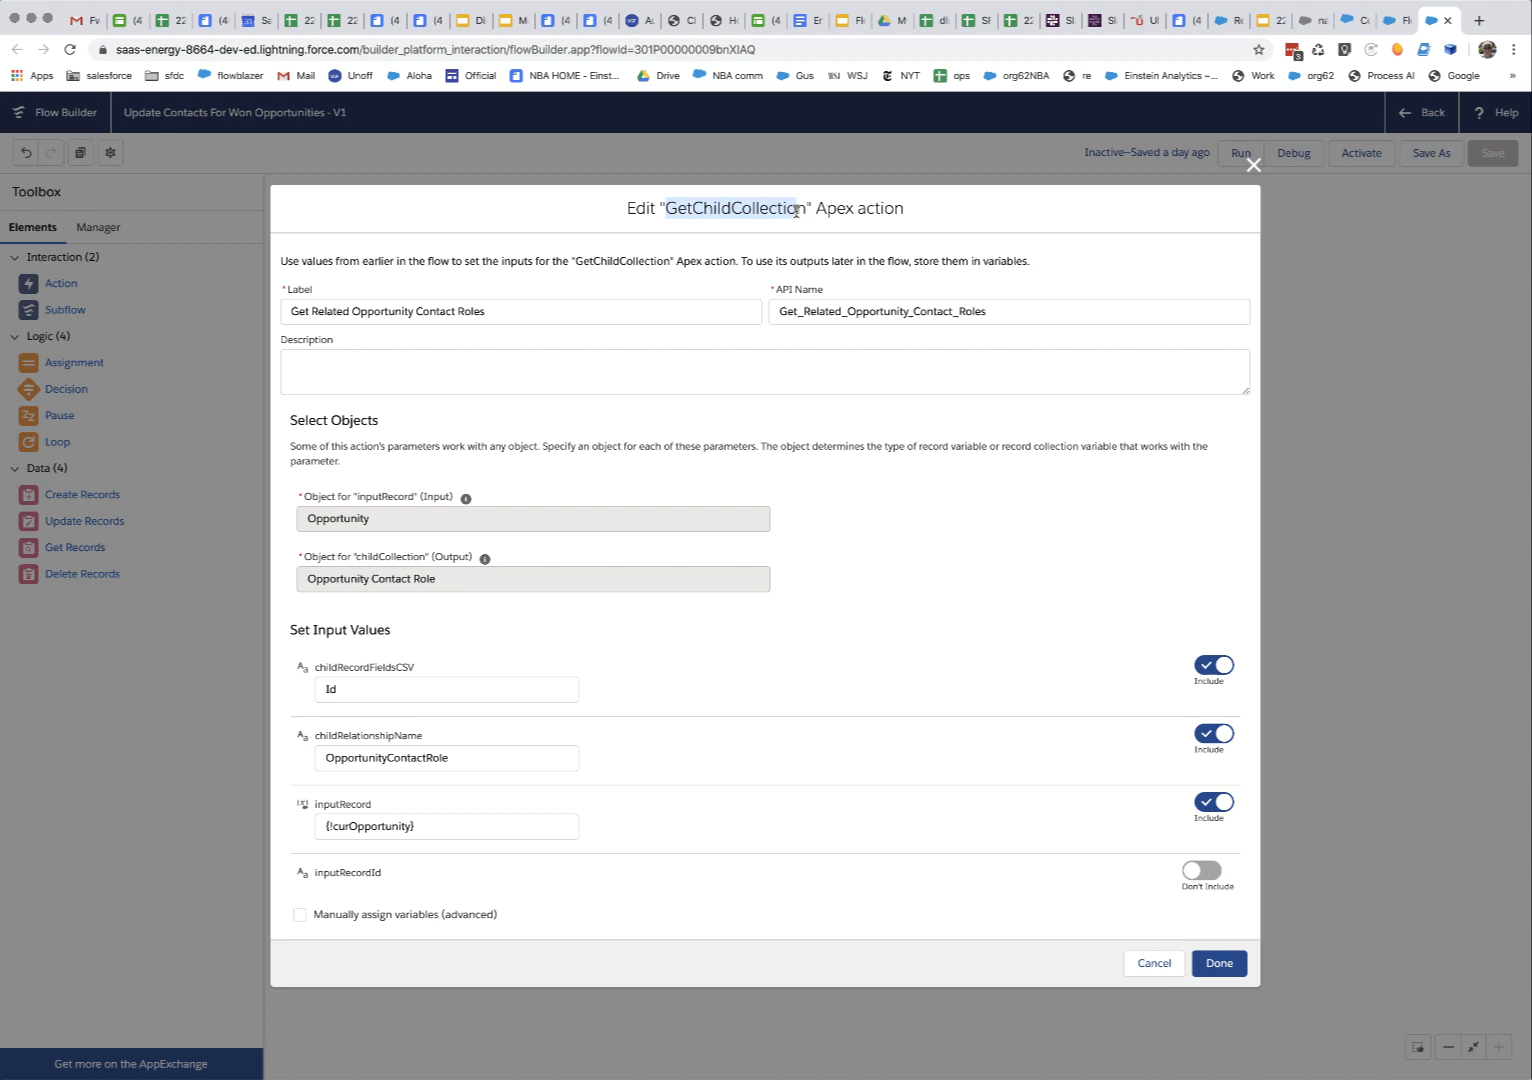 saas-energy-8664-dev-ed.lightning.force.com/builder_platform_interaction/flowBuilder.app?flowId=301P00000009bnXIAQ
Apps salesforce sfdc flowblazer Mail Unoff Aloha Official NBA HOME - Einst... Drive NBA comm Gus WSJ NYT ops org62NBA re Einstein Analytics ~... Work org62 Process AI Google »
Flow Builder Update Contacts For Won Opportunities - V1 Back ? Help
Inactive—Saved a day ago Run Debug Activate Save As Save
Toolbox
Elements Manager
Interaction (2)
Action
Subflow
Logic (4)
Assignment
Decision
Pause
Loop
Data (4)
Create Records
Update Records
Get Records
Delete Records
Get more on the AppExchange
Edit "GetChildCollection" Apex action
Use values from earlier in the flow to set the inputs for the "GetChildCollection" Apex action. To use its outputs later in the flow, store them in variables.
* Label * API Name
Get Related Opportunity Contact Roles Get_Related_Opportunity_Contact_Roles
Description
Select Objects
Some of this action's parameters work with any object. Specify an object for each of these parameters. The object determines the type of record variable or record collection variable that works with the
parameter.
* Object for "inputRecord" (Input)
Opportunity
* Object for "childCollection" (Output)
Opportunity Contact Role
Set Input Values
Aa childRecordFieldsCSV
Id
Include
Aa childRelationshipName
OpportunityContactRole
Include
inputRecord
{!curOpportunity}
Include
Aa inputRecordId
Don't Include
Manually assign variables (advanced)
Cancel Done